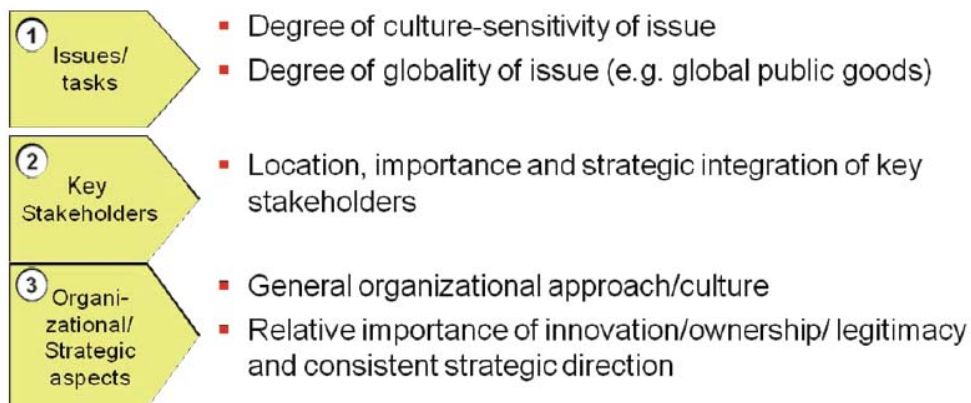 1
Issues/
tasks
▪ Degree of culture-sensitivity of issue
▪ Degree of globality of issue (e.g. global public goods)
2
Key
Stakeholders
▪ Location, importance and strategic integration of key
stakeholders
3
Organi-
zational/
Strategic
aspects
▪ General organizational approach/culture
▪ Relative importance of innovation/ownership/ legitimacy
and consistent strategic direction